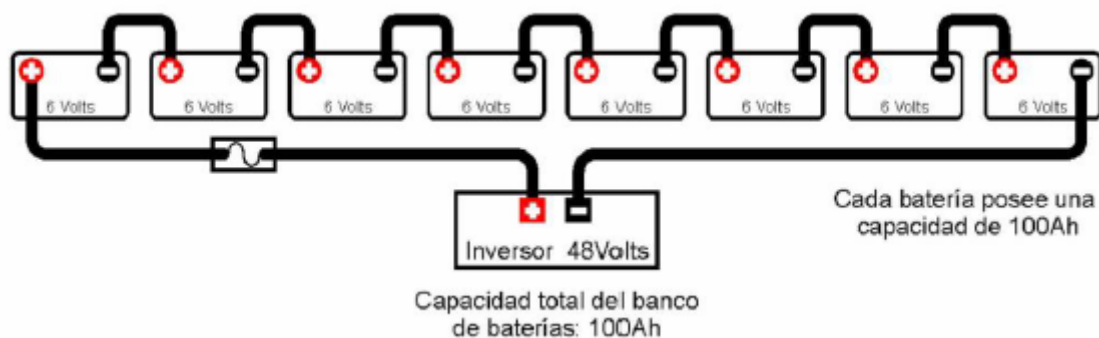 6 Volts
6 Volts
6 Volts
6 Volts
6 Volts
6 Volts
6 Volts
6 Volts
Cada batería posee una
capacidad de 100Ah
Inversor 48Volts
Capacidad total del banco
de baterías: 100Ah